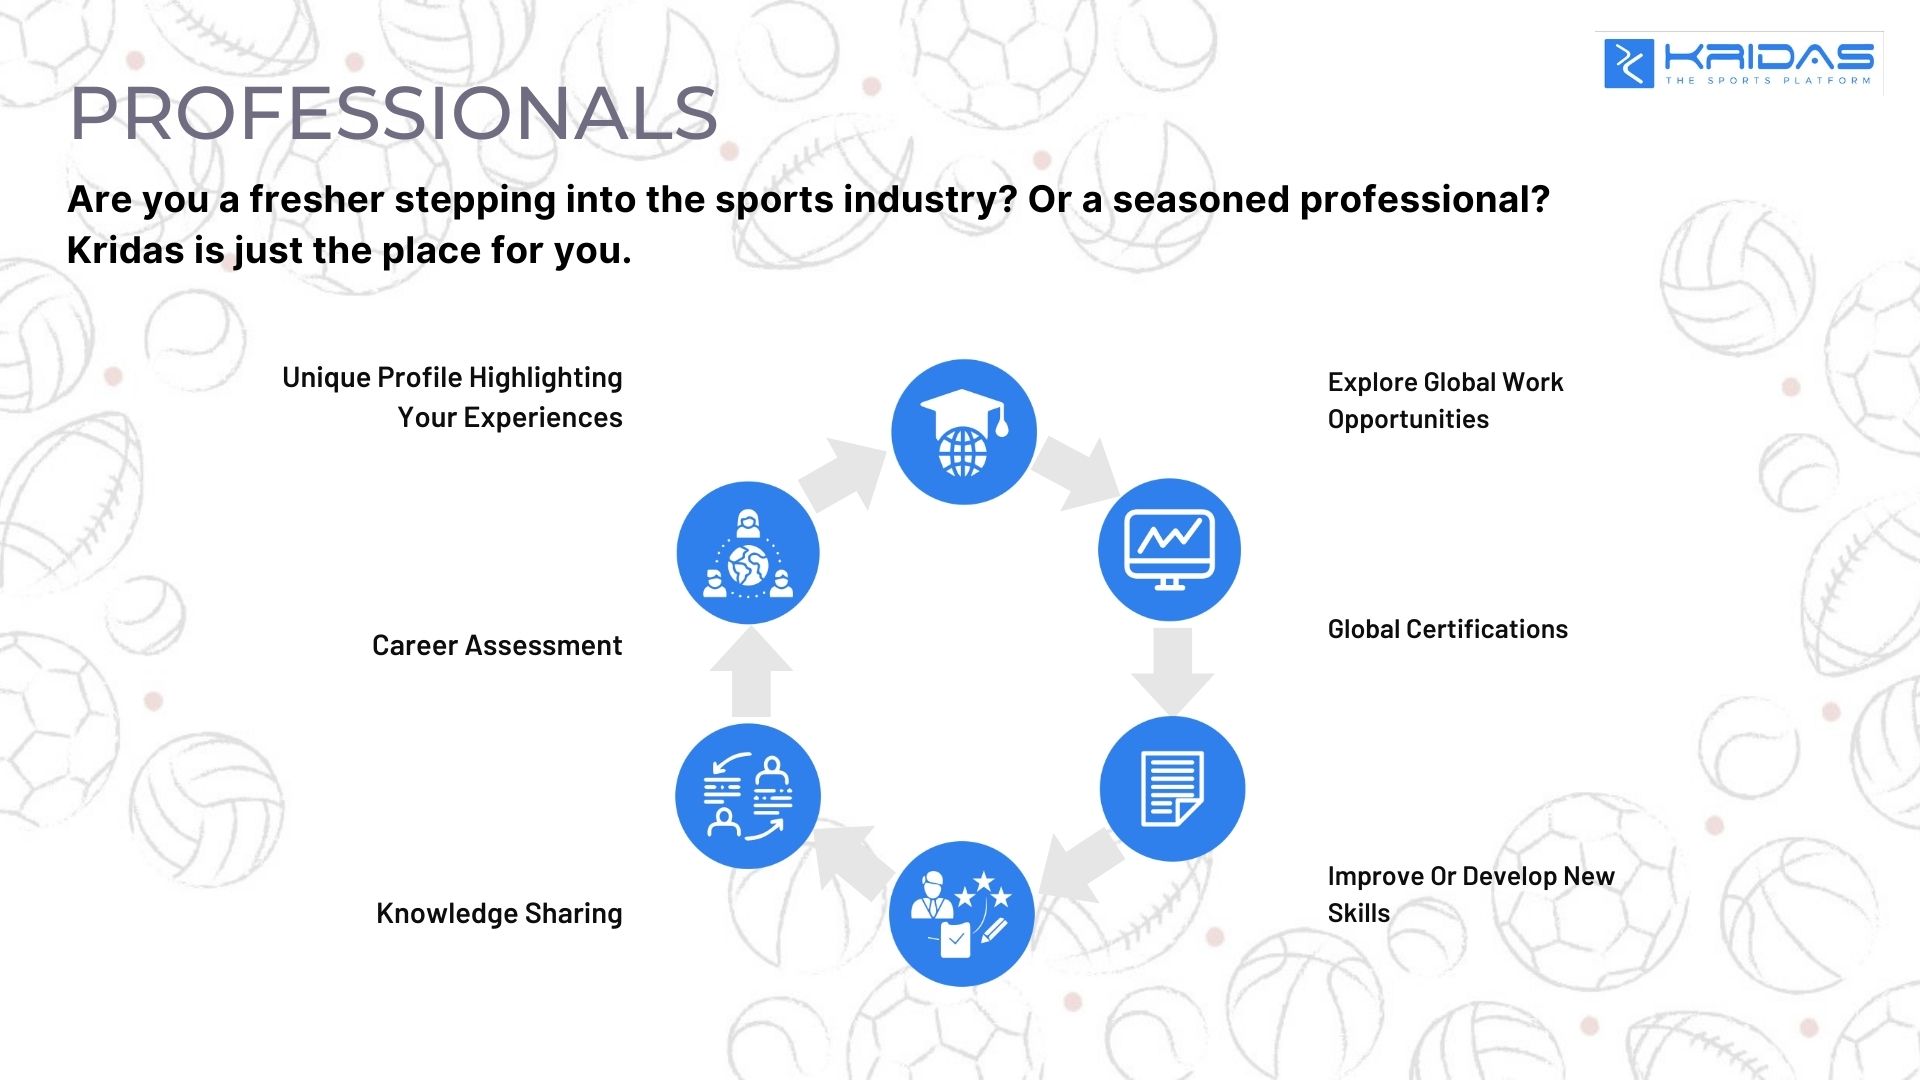 KRIDAS
THE SPORTS PLATFORM
PROFESSIONALS
Are you a fresher stepping into the sports industry? Or a seasoned professional?
Kridas is just the place for you.
Unique Profile Highlighting
Your Experiences
Career Assessment
Knowledge Sharing
Explore Global Work
Opportunities
Global Certifications
Improve Or Develop New
Skills